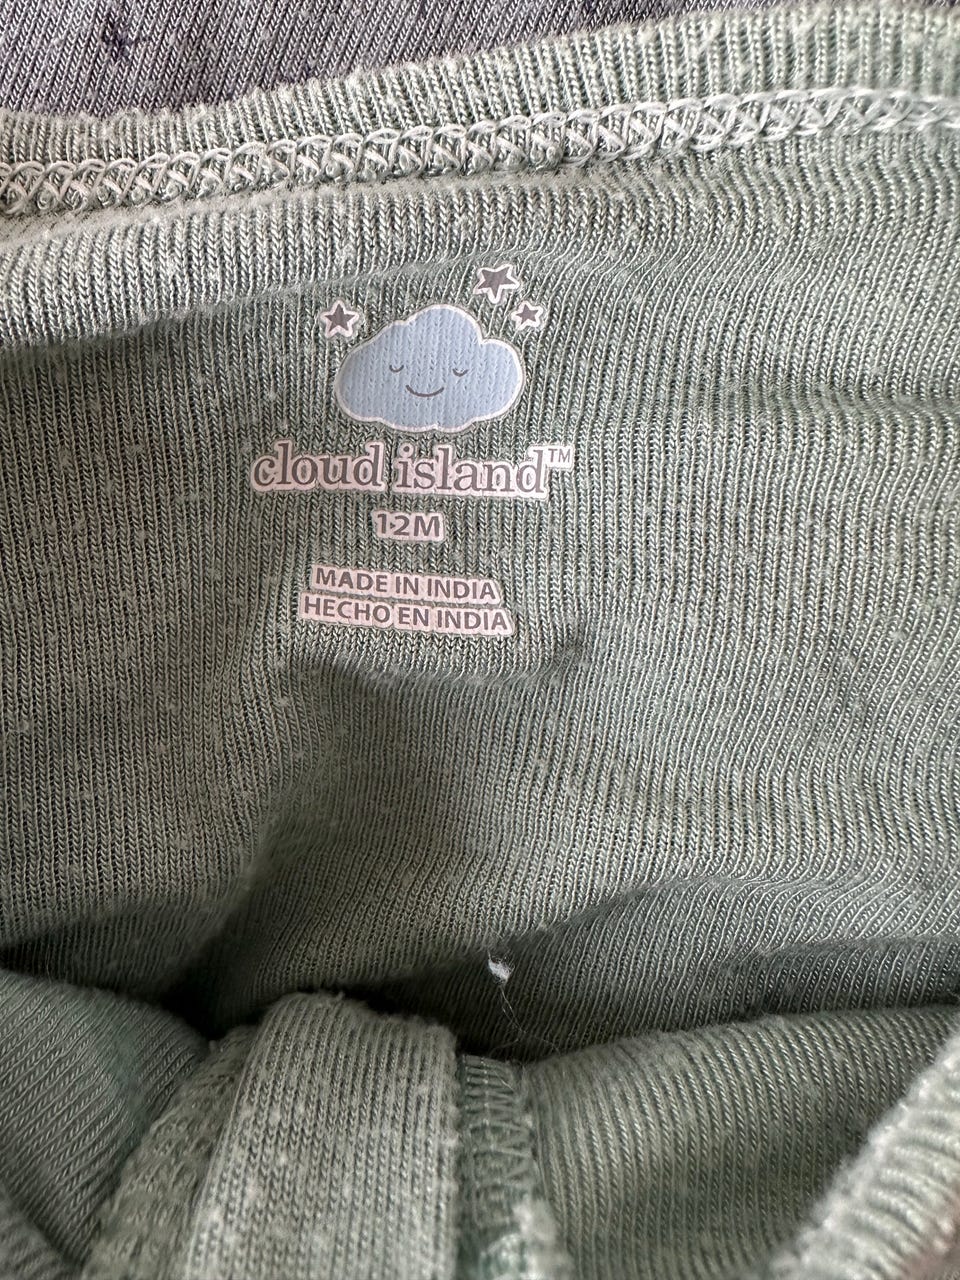 cloud island™
12M
MADE IN INDIA
HECHO EN INDIA